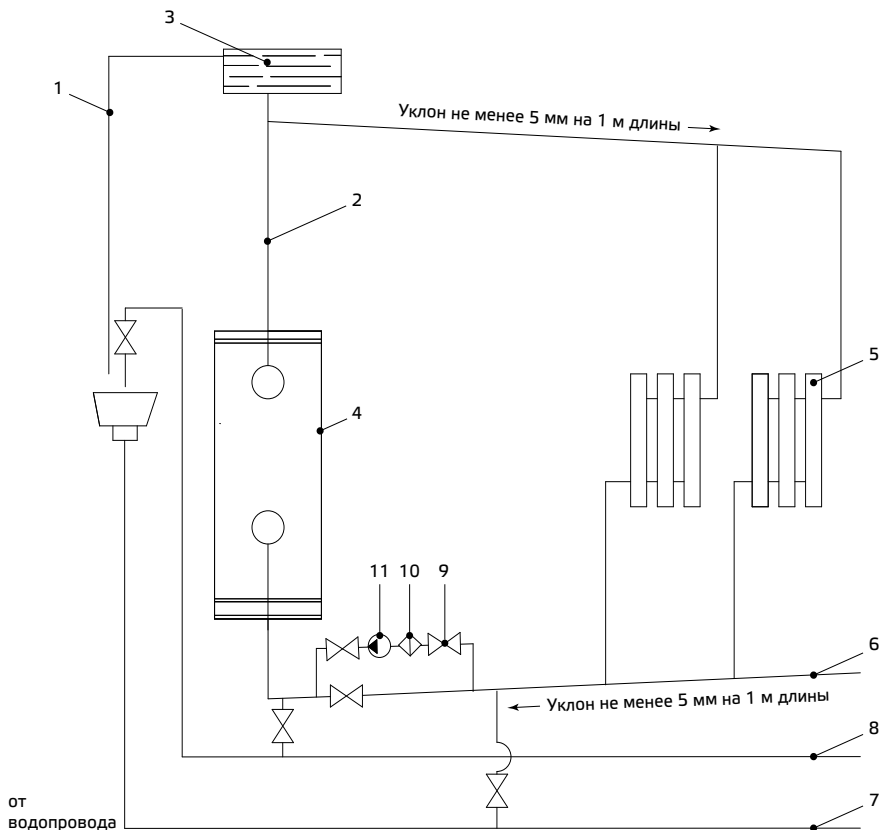 3
1
Уклон не менее 5 мм на 1 м длины
2
5
4
11 10 9
6
Уклон не менее 5 мм на 1 м длины
8
от
водопровода
7